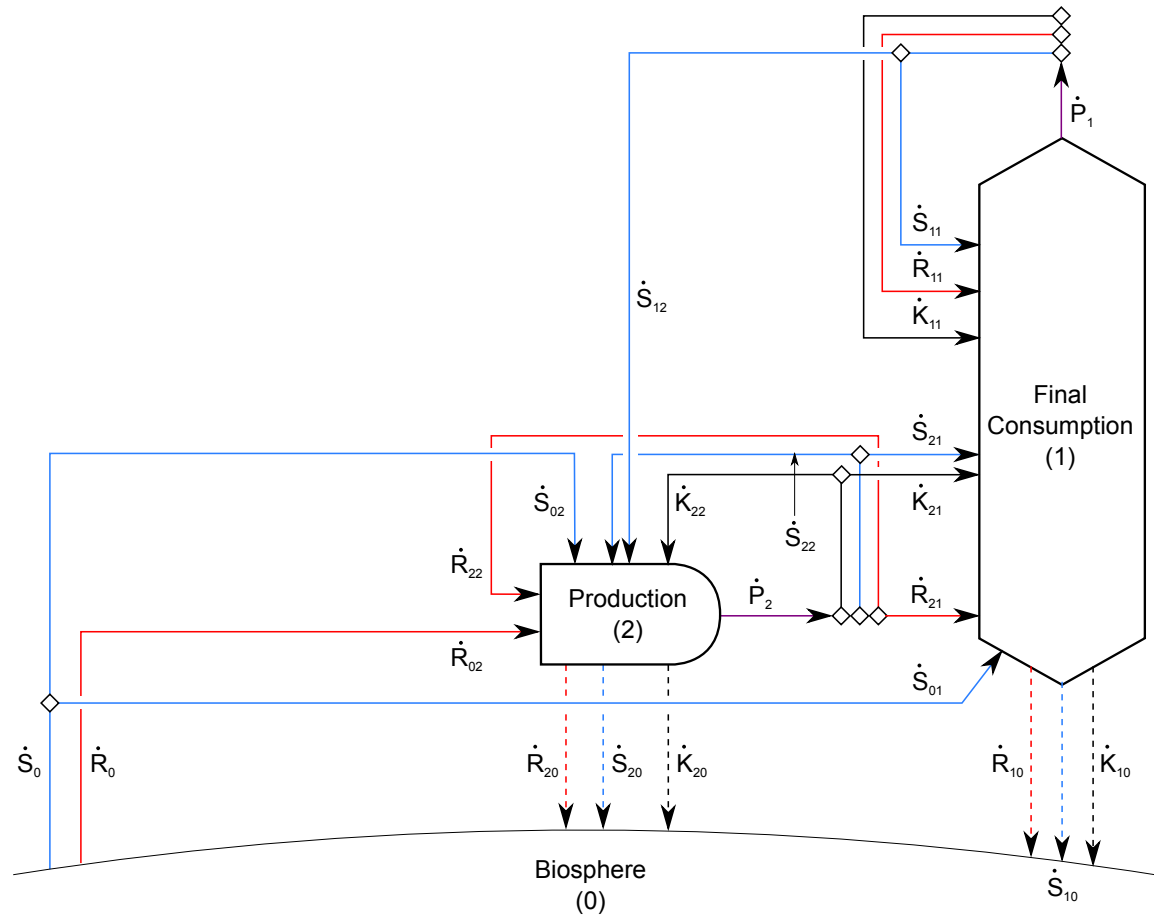 Ṗ₁
Ṡ₁₁
Ṙ₁₁
Ṡ₁₂
K̇₁₁
Final
Consumption
(1)
Ṡ₂₁
Ṡ₀₂
K̇₂₂
K̇₂₁
Ṡ₂₂
Ṙ₂₂
Production
(2)
Ṗ₂
Ṙ₂₁
Ṙ₀₂
Ṡ₀₁
Ṡ₀
Ṙ₀
Ṙ₂₀
Ṡ₂₀
K̇₂₀
Ṙ₁₀
K̇₁₀
Biosphere
(0)
Ṡ₁₀